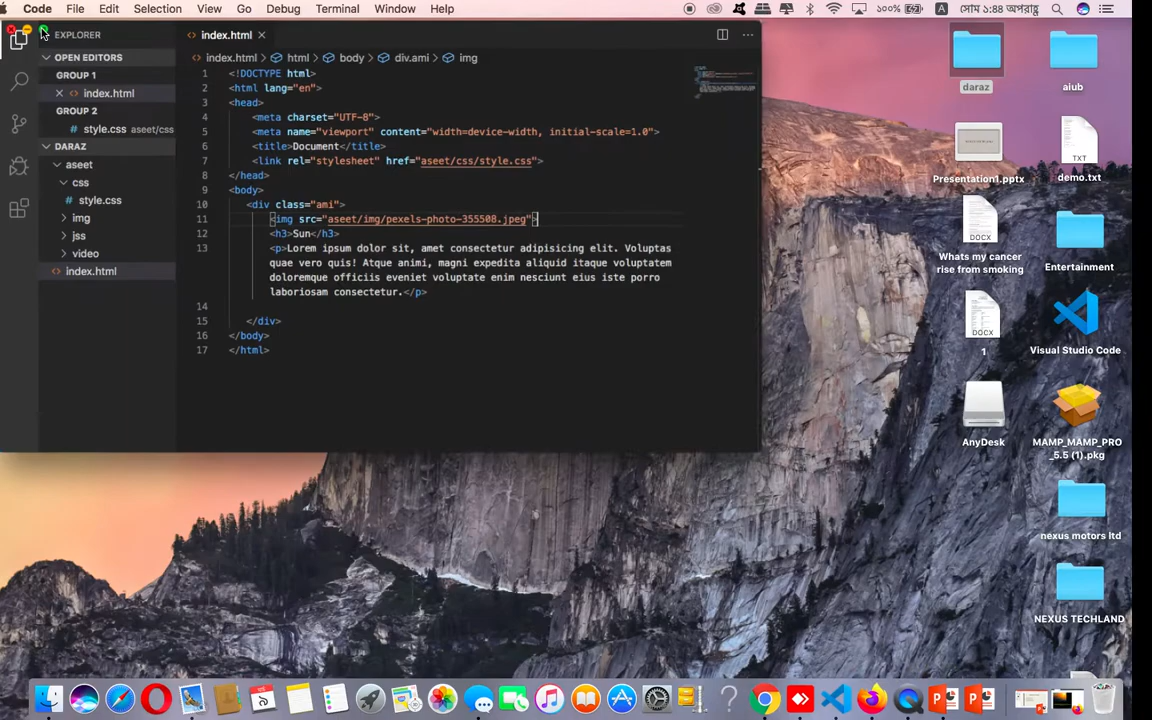 Code File Edit Selection View Go Debug Terminal Window Help
১০০% A সোম ১:৪৪ অপরাহ্ণ
EXPLORER
OPEN EDITORS
GROUP 1
index.html
GROUP 2
style.css aseet/css
DARAZ
aseet
css
style.css
img
jss
video
index.html
index.html
index.html > html > body > div.ami > img
1 <!DOCTYPE html>
2 <html lang="en">
3 <head>
4 <meta charset="UTF-8">
5 <meta name="viewport" content="width=device-width, initial-scale=1.0">
6 <title>Document</title>
7 <link rel="stylesheet" href="aseet/css/style.css">
8 </head>
9 <body>
10 <div class="ami">
11 <img src="aseet/img/pexels-photo-355508.jpeg">
12 <h3>Sun</h3>
13 <p>Lorem ipsum dolor sit, amet consectetur adipisicing elit. Voluptas
quae vero quis! Atque animi, magni expedita aliquid itaque voluptatem
doloremque officiis eveniet voluptate enim nesciunt eius iste porro
laboriosam consectetur.</p>
14
15 </div>
16 </body>
17 </html>
daraz
aiub
Presentation1.pptx
TXT
demo.txt
DOCX
Whats my cancer
rise from smoking
Entertainment
DOCX
1
Visual Studio Code
AnyDesk
MAMP_MAMP_PRO
_5.5 (1).pkg
nexus motors ltd
NEXUS TECHLAND